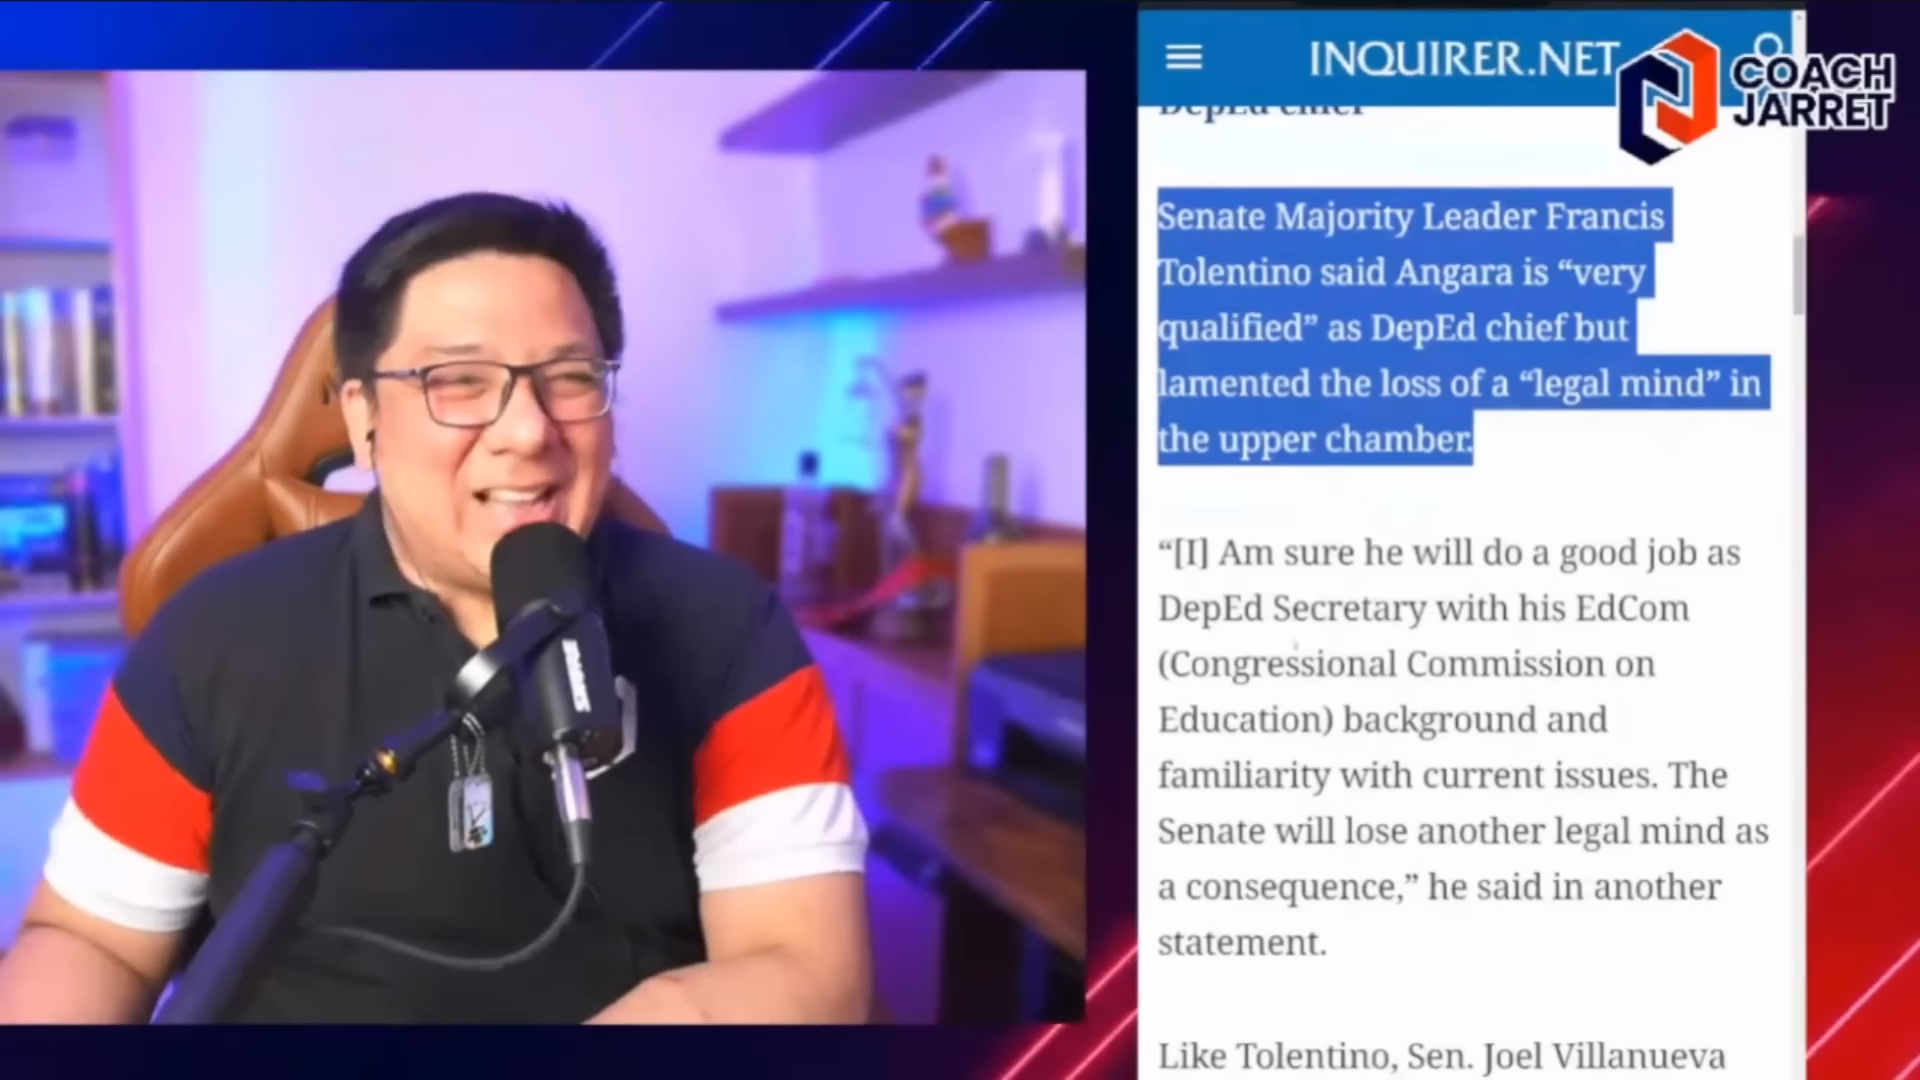 INQUIRER.NET
COACH
JARRET
DepEd chief
Senate Majority Leader Francis
Tolentino said Angara is “very
qualified” as DepEd chief but
lamented the loss of a “legal mind” in
the upper chamber.
“[I] Am sure he will do a good job as
DepEd Secretary with his EdCom
(Congressional Commission on
Education) background and
familiarity with current issues. The
Senate will lose another legal mind as
a consequence,” he said in another
statement.
Like Tolentino, Sen. Joel Villanueva
SHURE